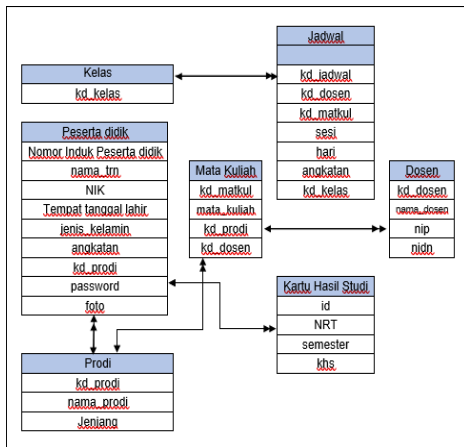 Jadwal
kd_jadwal
kd_dosen
kd_matkul
sesi
hari
angkatan
kd_kelas
Kelas
kd_kelas
Peserta didik
Nomor Induk Peserta didik
nama_trn
NIK
Tempat tanggal lahir
jenis_kelamin
angkatan
kd_prodi
password
foto
Mata Kuliah
kd_matkul
mata_kuliah
kd_prodi
kd_dosen
Dosen
kd_dosen
nama_dosen
nip
nidn
Kartu Hasil Studi
id
NRT
semester
khs
Prodi
kd_prodi
nama_prodi
Jenjang